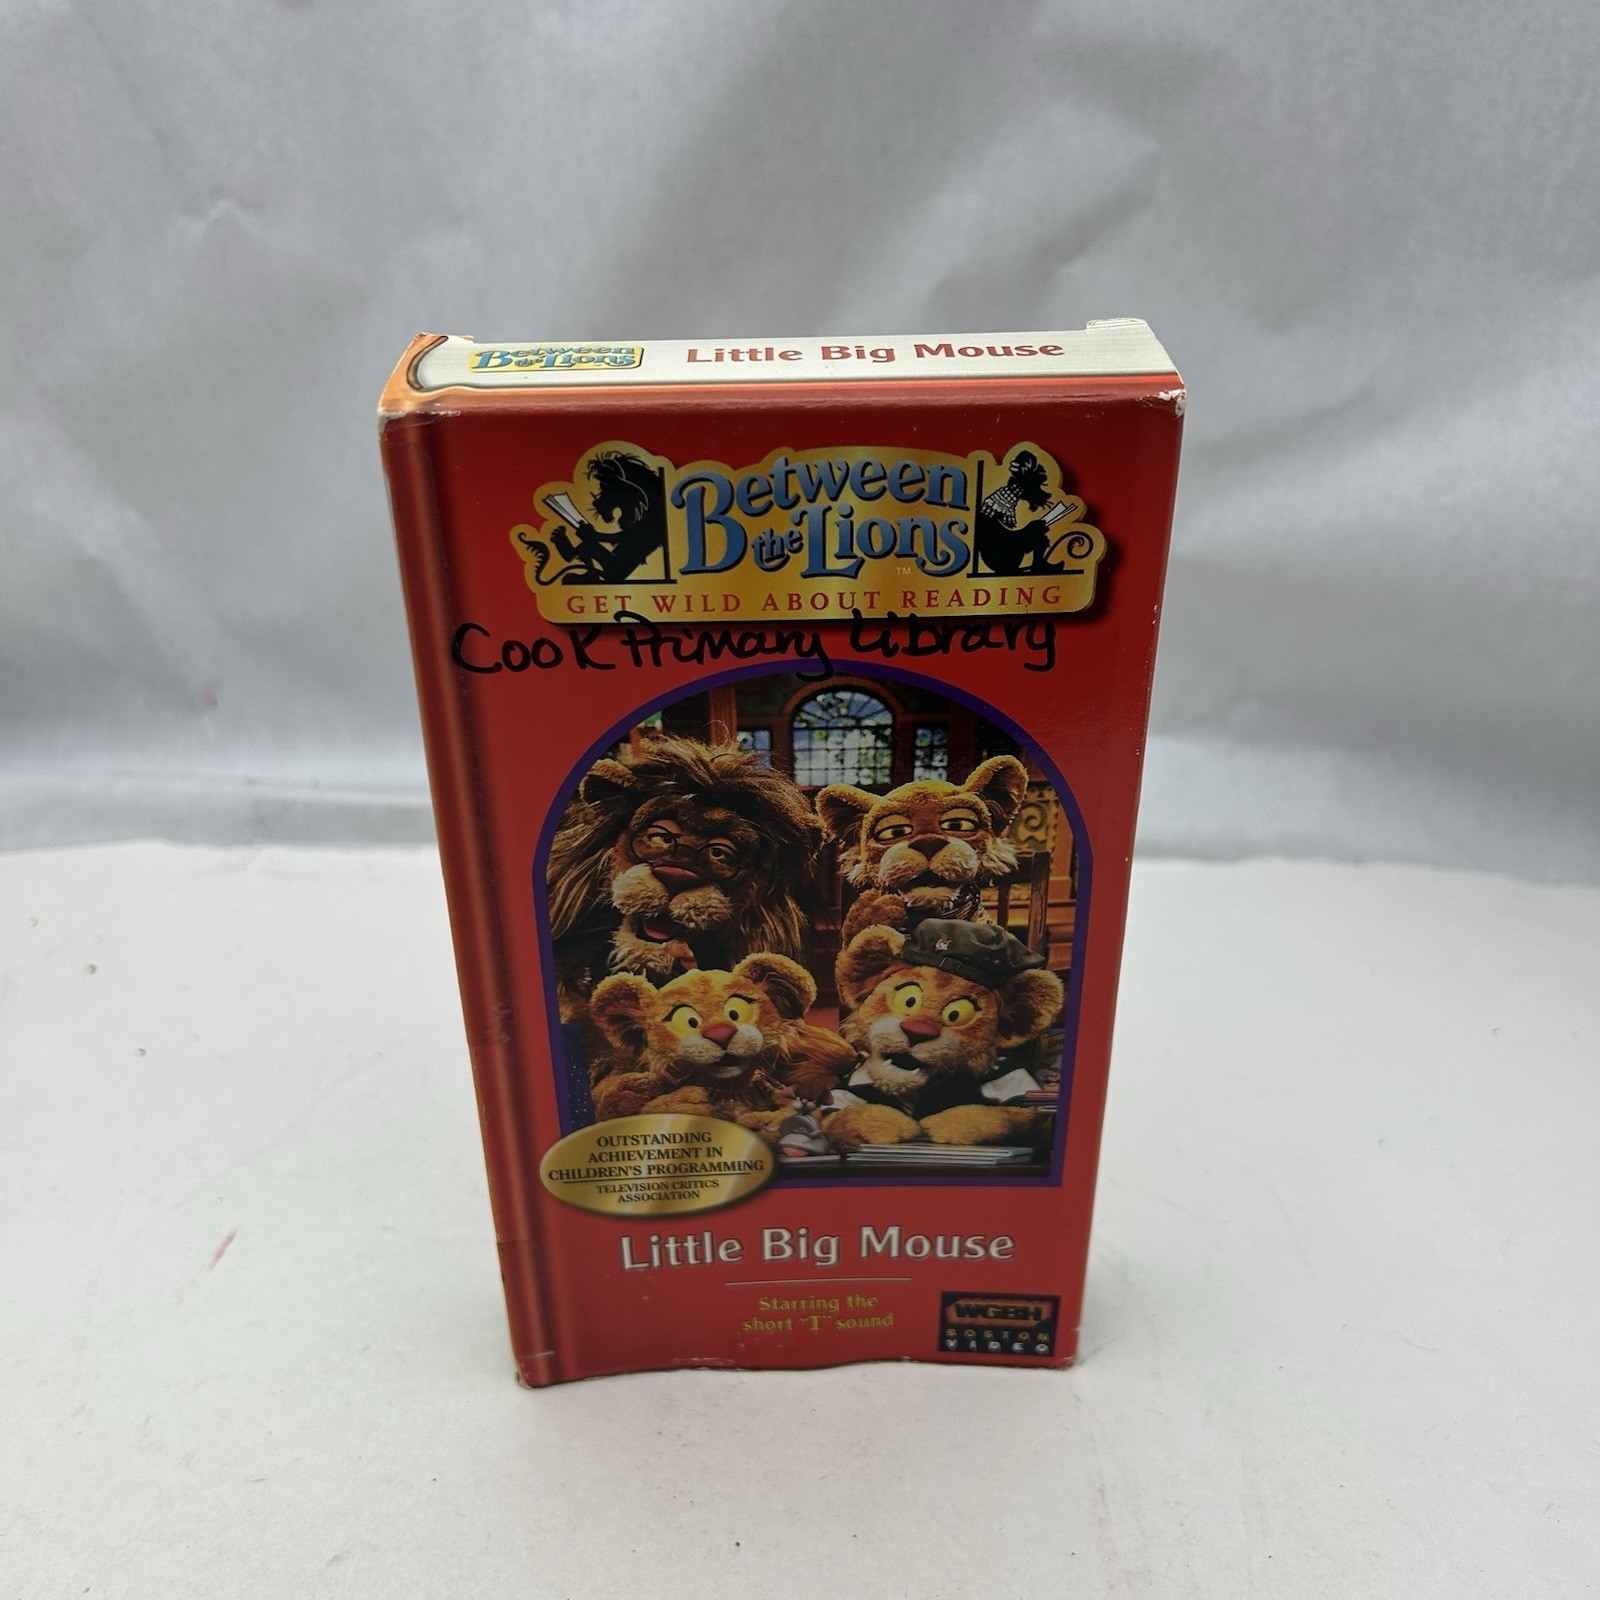 Between the Lions Little Big Mouse
Between
the Lions™
GET WILD ABOUT READING
Cook Primary Library
OUTSTANDING
ACHIEVEMENT IN
CHILDREN'S PROGRAMMING
TELEVISION CRITICS
ASSOCIATION
Little Big Mouse
Starring the
short "I" sound
WGBH
BOSTON
VIDEO